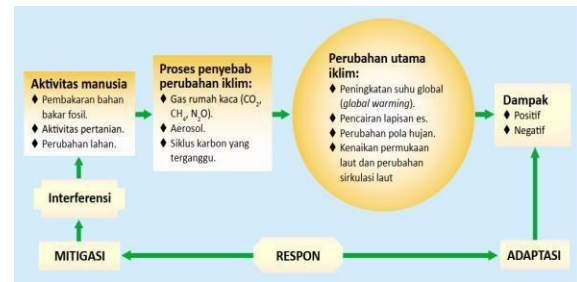 Aktivitas manusia
♦ Pembakaran bahan
bakar fosil.
♦ Aktivitas pertanian.
♦ Perubahan lahan.
Proses penyebab
perubahan iklim:
♦ Gas rumah kaca (CO₂,
CH₄, N₂O).
♦ Aerosol.
♦ Siklus karbon yang
terganggu.
Perubahan utama
iklim:
♦ Peningkatan suhu global
(global warming).
♦ Pencairan lapisan es.
♦ Perubahan pola hujan.
♦ Kenaikan permukaan
laut dan perubahan
sirkulasi laut
Dampak
♦ Positif
♦ Negatif
Interferensi
MITIGASI
RESPON
ADAPTASI